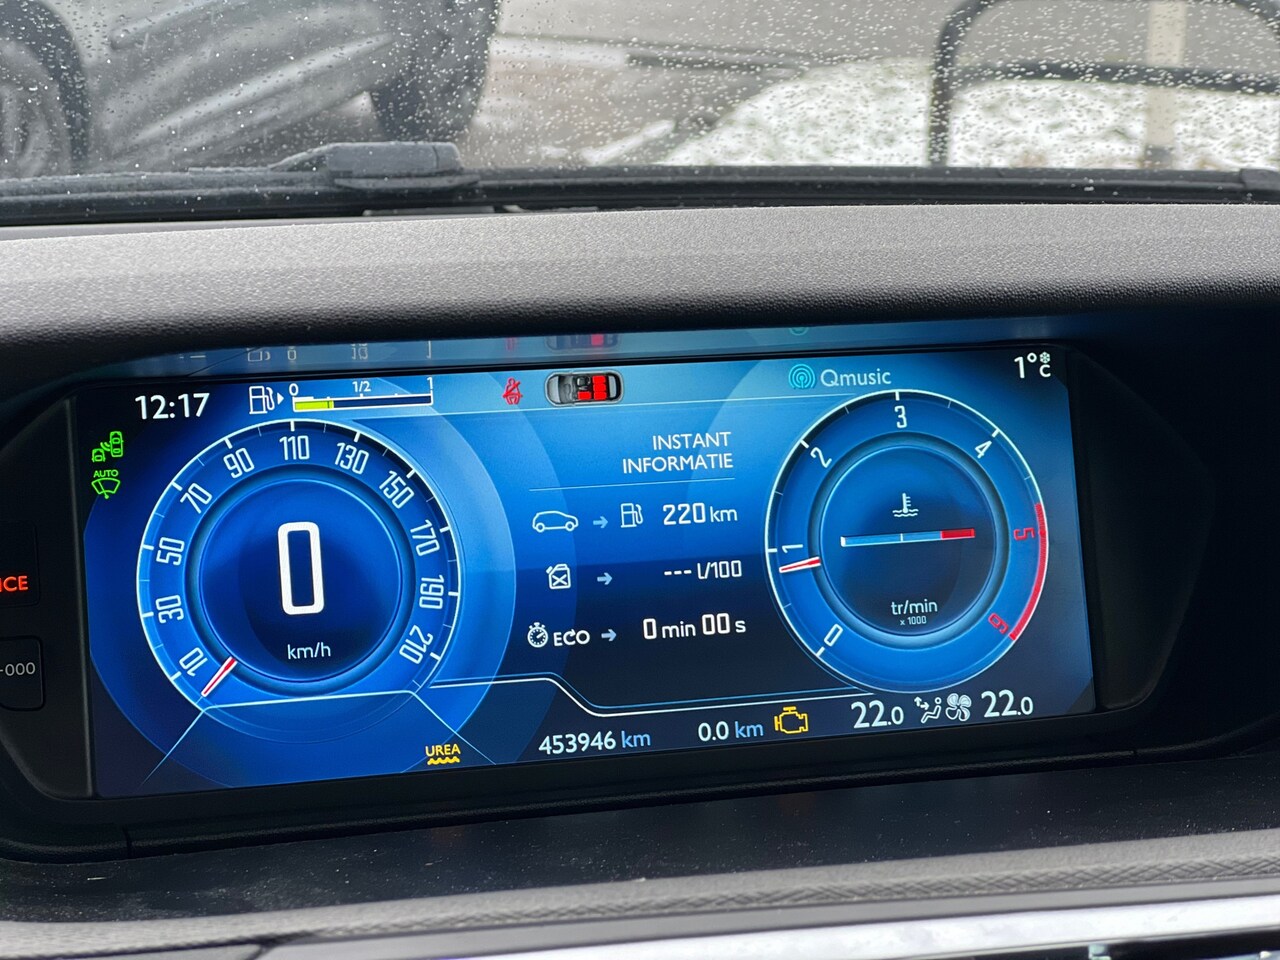 12:17
0 1/2 1
Qmusic
1°C
AUTO
INSTANT
INFORMATIE
220 km
--- l/100
ECO 0 min 00 s
10 30 50 70 90 110 130 150 170 190 210
0
km/h
0 1 2 3 4 5 6
tr/min
x 1000
ICE
-000
UREA
453946 km
0.0 km
22.0
22.0